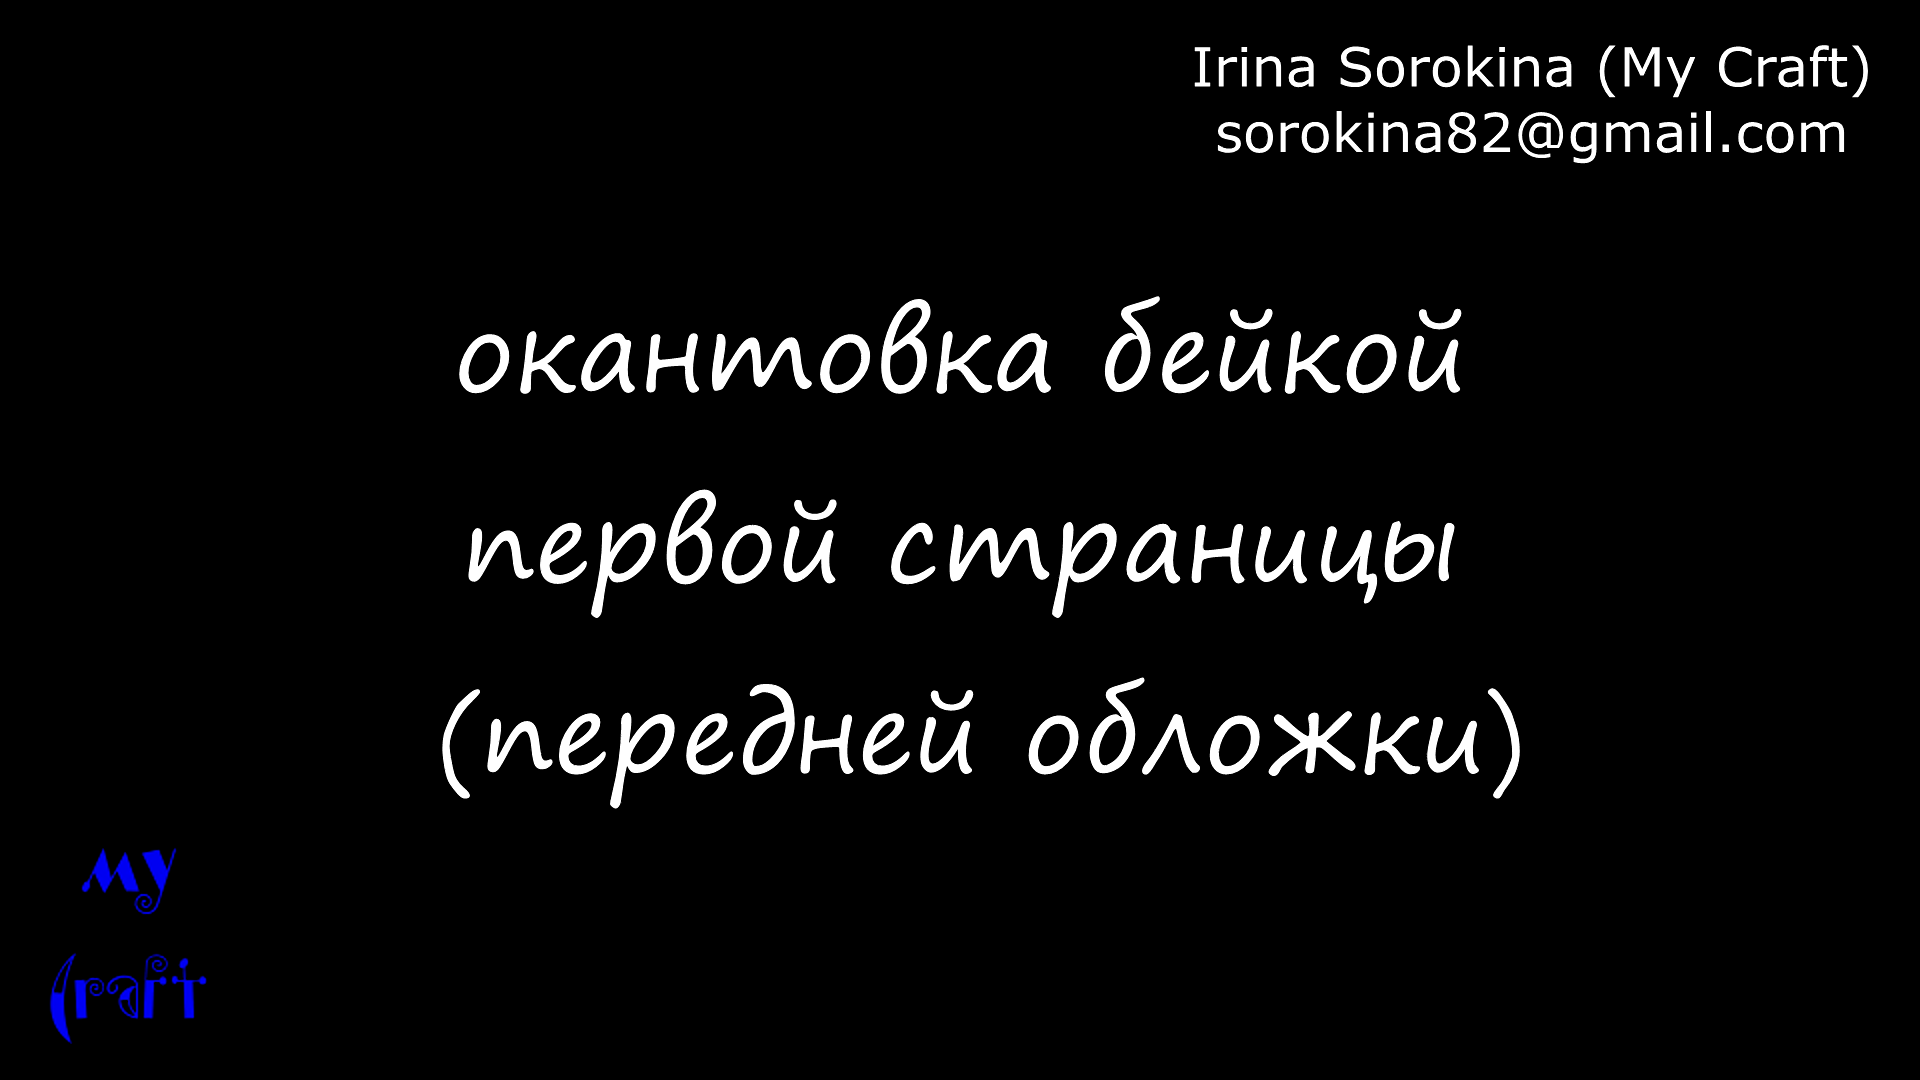 Irina Sorokina (My Craft)
sorokina82@gmail.com
окантовка бейкой
первой страницы
(передней обложки)
my
Craft